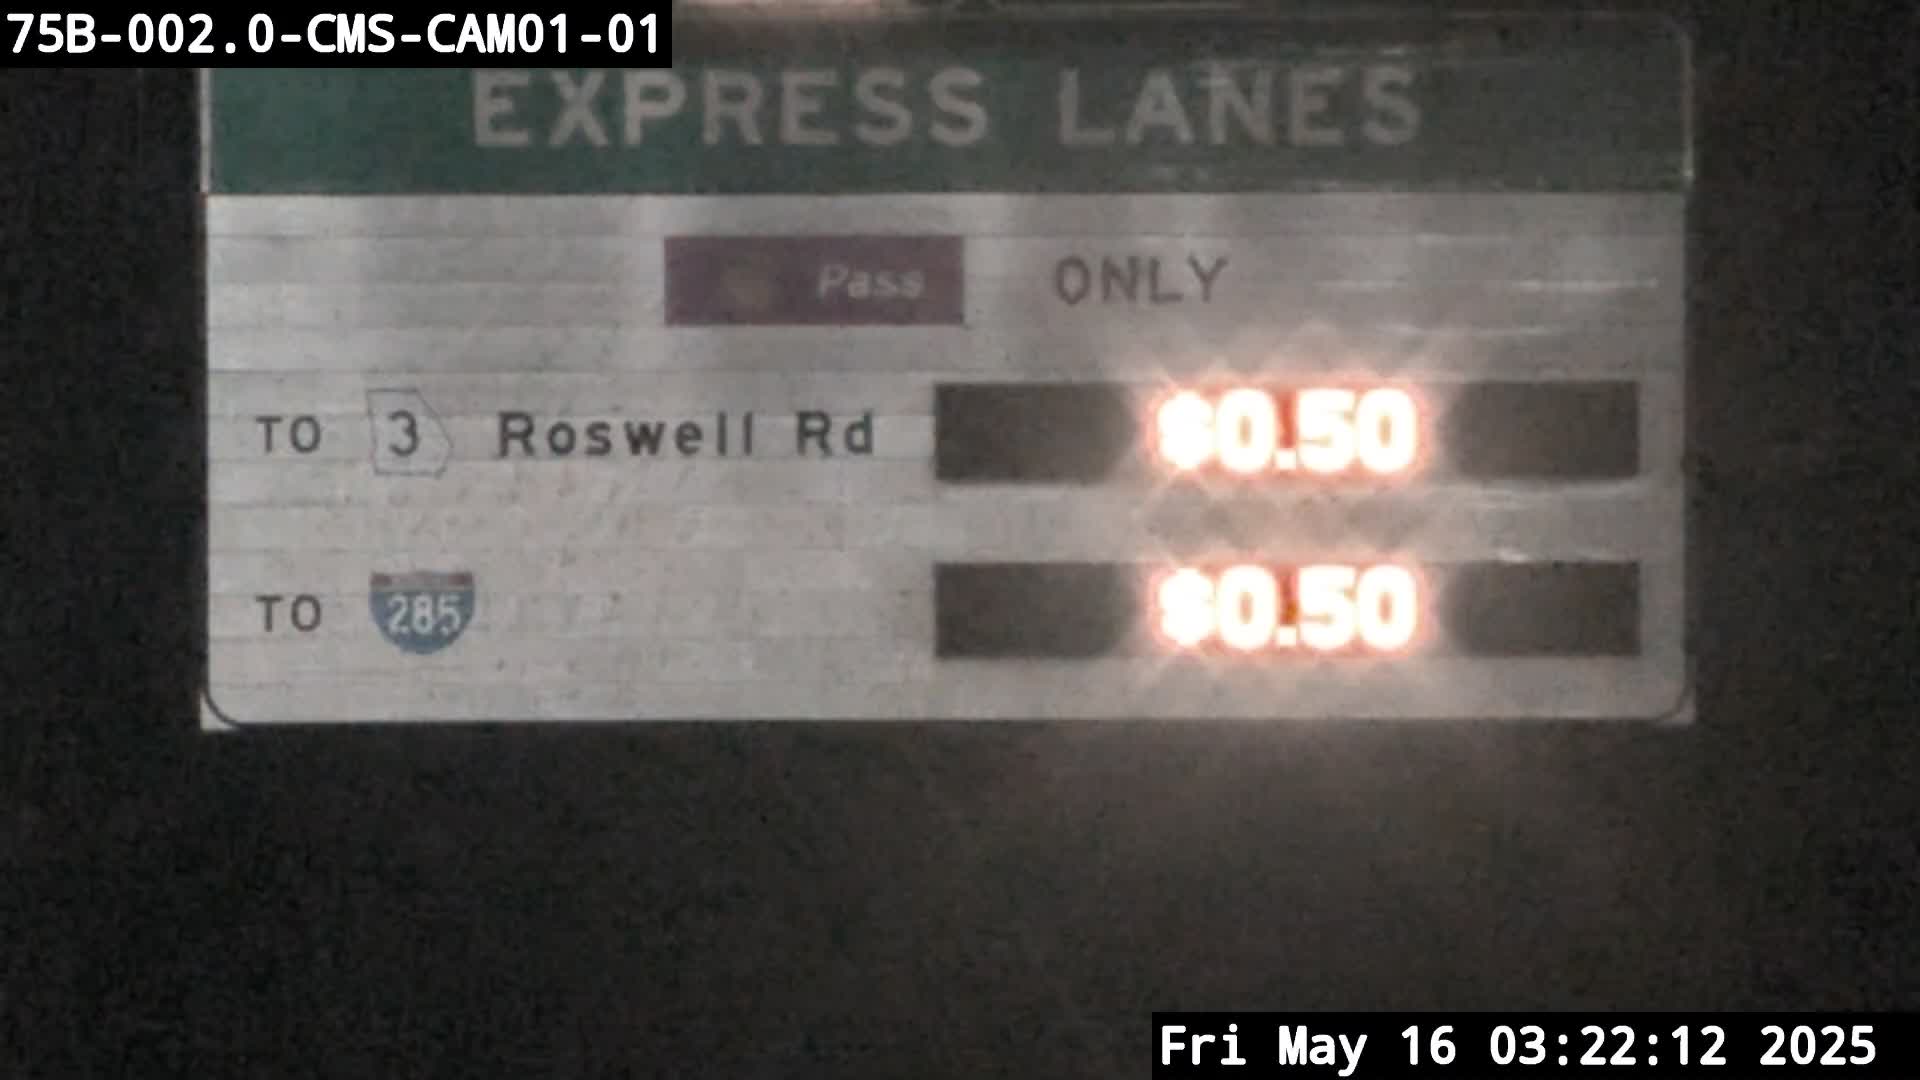 75B-002.0-CMS-CAM01-01
EXPRESS LANES
Pass ONLY
TO 3 Roswell Rd $0.50
TO 285 $0.50
Fri May 16 03:22:12 2025